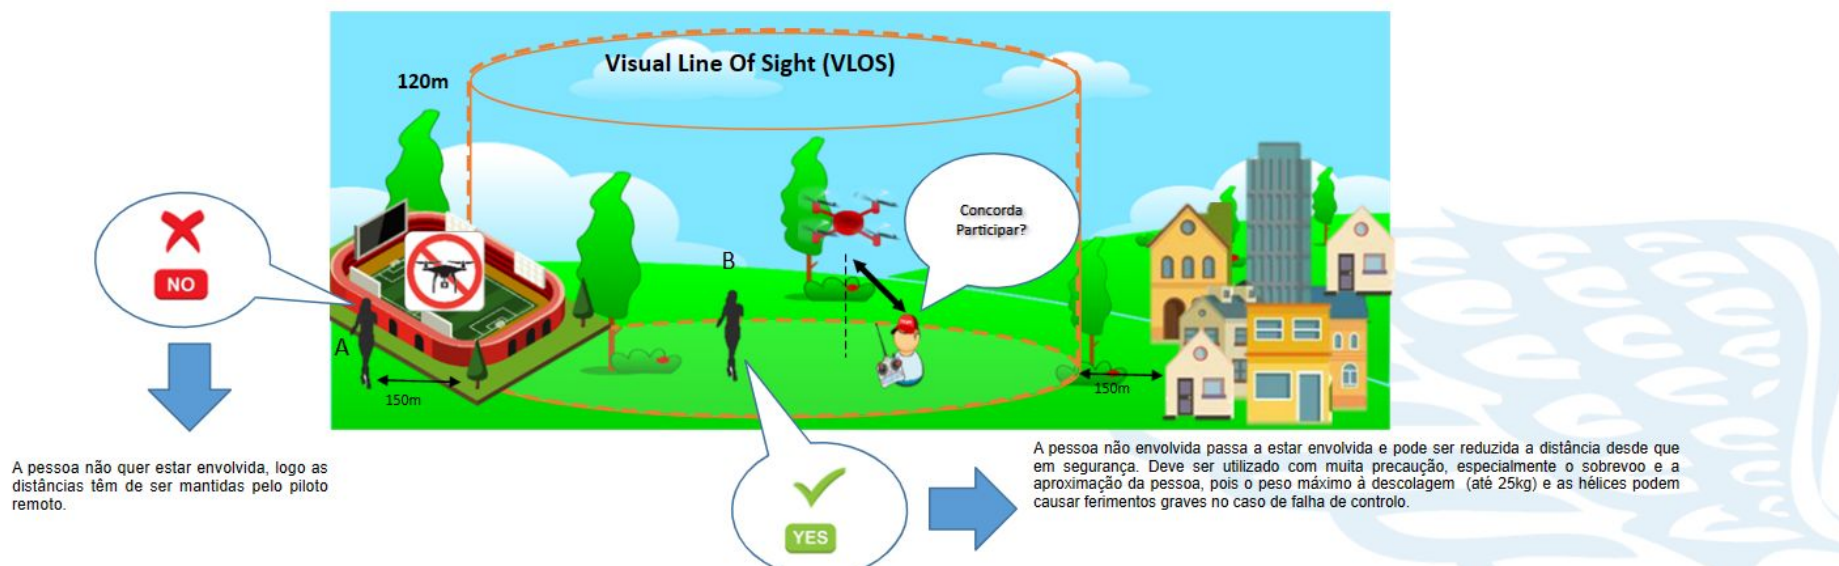 Visual Line Of Sight (VLOS)
120m
Concorda
Participar?
NO
B
A
150m
150m
A pessoa não quer estar envolvida, logo as
distâncias têm de ser mantidas pelo piloto
remoto.
YES
A pessoa não envolvida passa a estar envolvida e pode ser reduzida a distância desde que
em segurança. Deve ser utilizado com muita precaução, especialmente o sobrevoo e a
aproximação da pessoa, pois o peso máximo à descolagem (até 25kg) e as hélices podem
causar ferimentos graves no caso de falha de controlo.